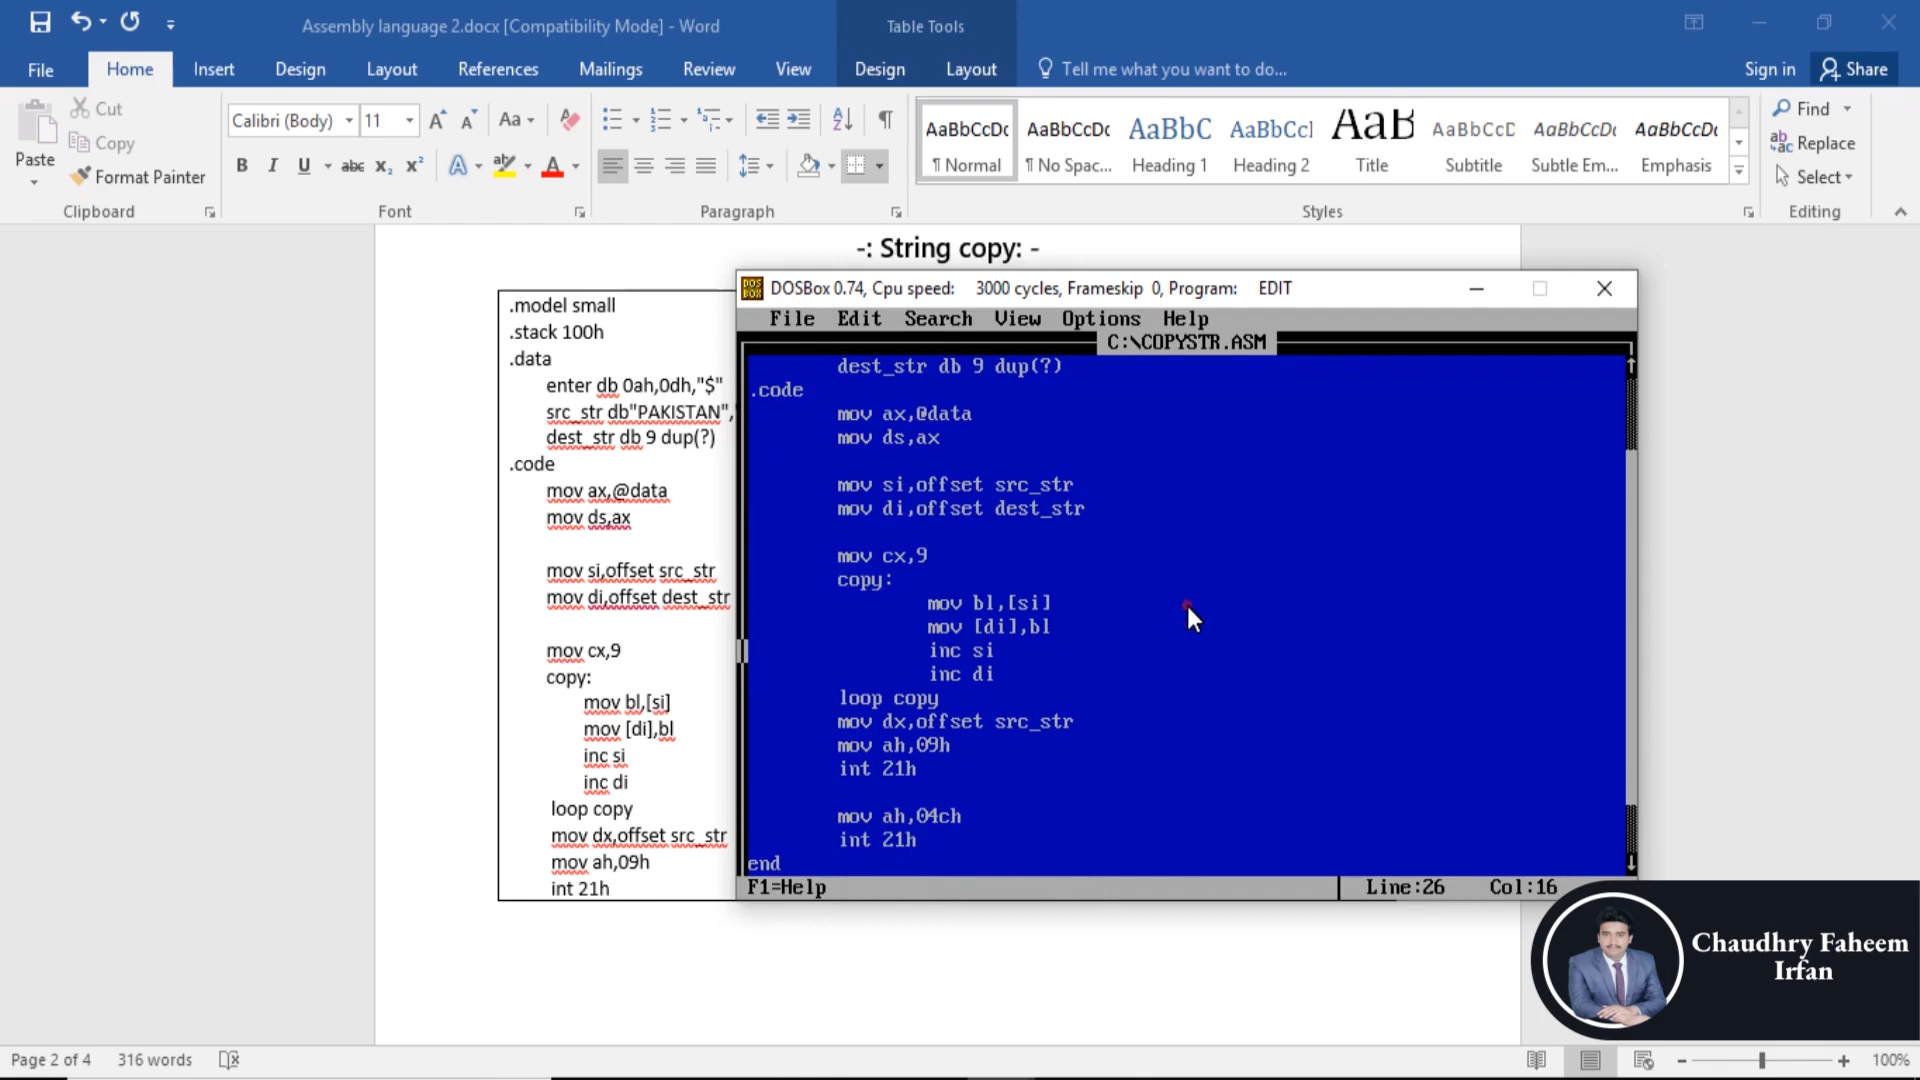 Assembly language 2.docx [Compatibility Mode] - Word
Table Tools
File Home Insert Design Layout References Mailings Review View Design Layout Tell me what you want to do... Sign in Share
Paste
Cut
Copy
Format Painter
Clipboard
Calibri (Body) 11
Font
Paragraph
AaBbCcDc AaBbCcDc AaBbC AaBbCcl AaB AaBbCcD AaBbCcDc AaBbCcDc
¶ Normal ¶ No Spac... Heading 1 Heading 2 Title Subtitle Subtle Em... Emphasis
Styles
Find
Replace
Select
Editing
-: String copy: -
.model small
.stack 100h
.data
enter db 0ah,0dh,"$"
src_str db"PAKISTAN",
dest_str db 9 dup(?)
.code
mov ax,@data
mov ds,ax
mov si,offset src_str
mov di,offset dest_str
mov cx,9
copy:
mov bl,[si]
mov [di],bl
inc si
inc di
loop copy
mov dx,offset src_str
mov ah,09h
int 21h
DOSBox 0.74, Cpu speed: 3000 cycles, Frameskip 0, Program: EDIT
File Edit Search View Options Help
C:\COPYSTR.ASM
dest_str db 9 dup(?)
.code
mov ax,@data
mov ds,ax
mov si,offset src_str
mov di,offset dest_str
mov cx,9
copy:
mov bl,[si]
mov [di],bl
inc si
inc di
loop copy
mov dx,offset src_str
mov ah,09h
int 21h
mov ah,04ch
int 21h
end
F1=Help Line:26 Col:16
Chaudhry Faheem
Irfan
Page 2 of 4 316 words 100%